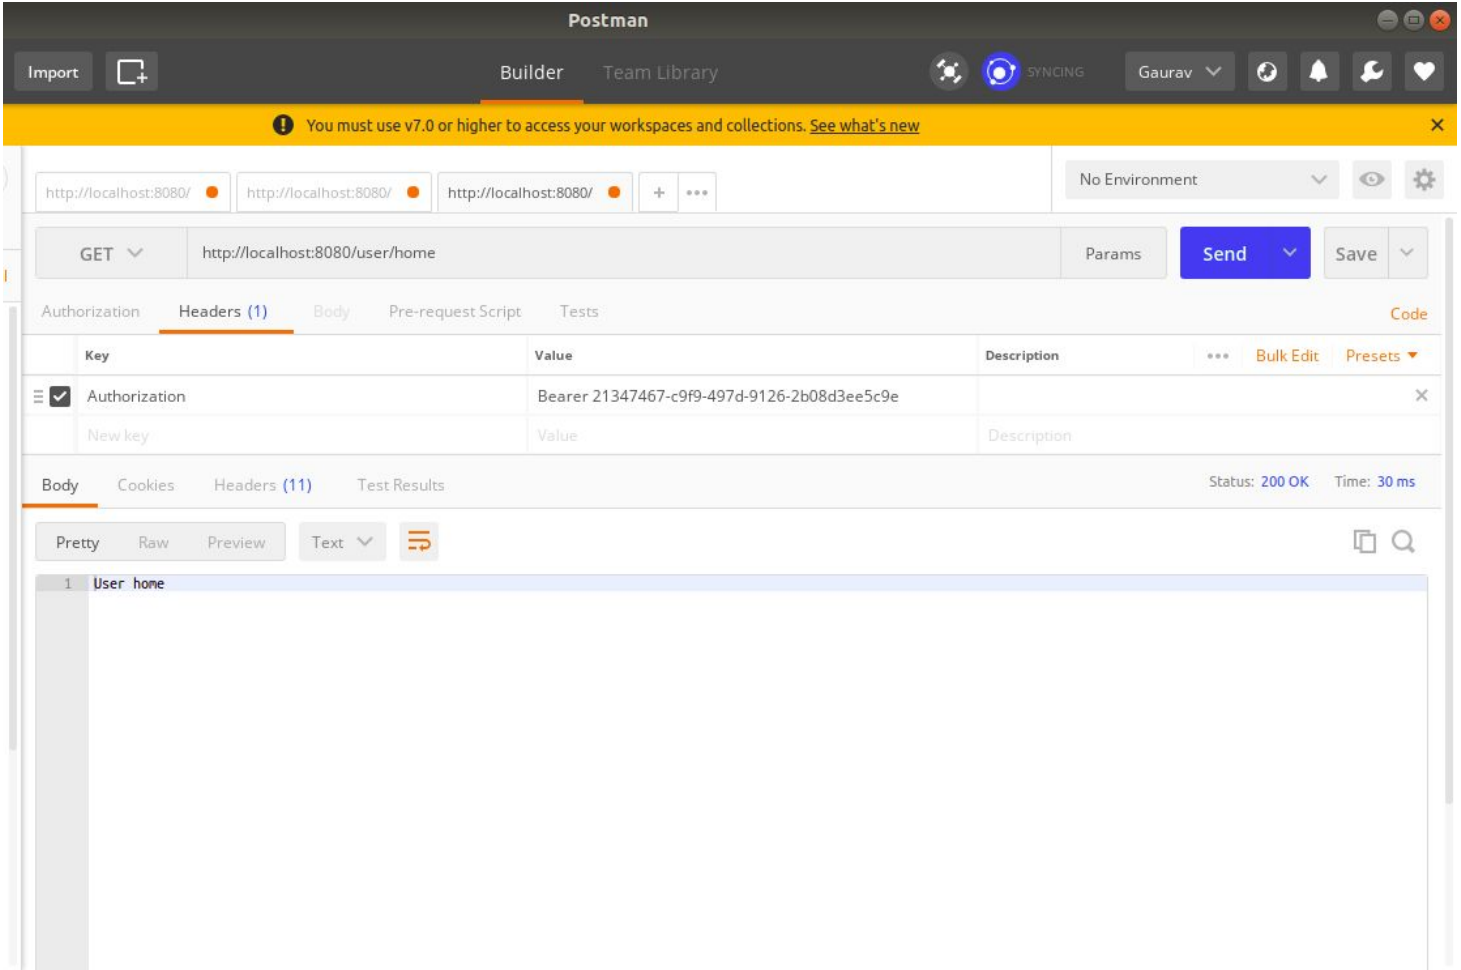 Postman
Import Builder Team Library SYNCING Gaurav
You must use v7.0 or higher to access your workspaces and collections. See what's new
http://localhost:8080/ http://localhost:8080/ http://localhost:8080/ + No Environment
GET http://localhost:8080/user/home Params Send Save
Authorization Headers (1) Body Pre-request Script Tests Code
Key Value Description Bulk Edit Presets
Authorization Bearer 21347467-c9f9-497d-9126-2b08d3ee5c9e
New key Value Description
Body Cookies Headers (11) Test Results Status: 200 OK Time: 30 ms
Pretty Raw Preview Text
1 User home